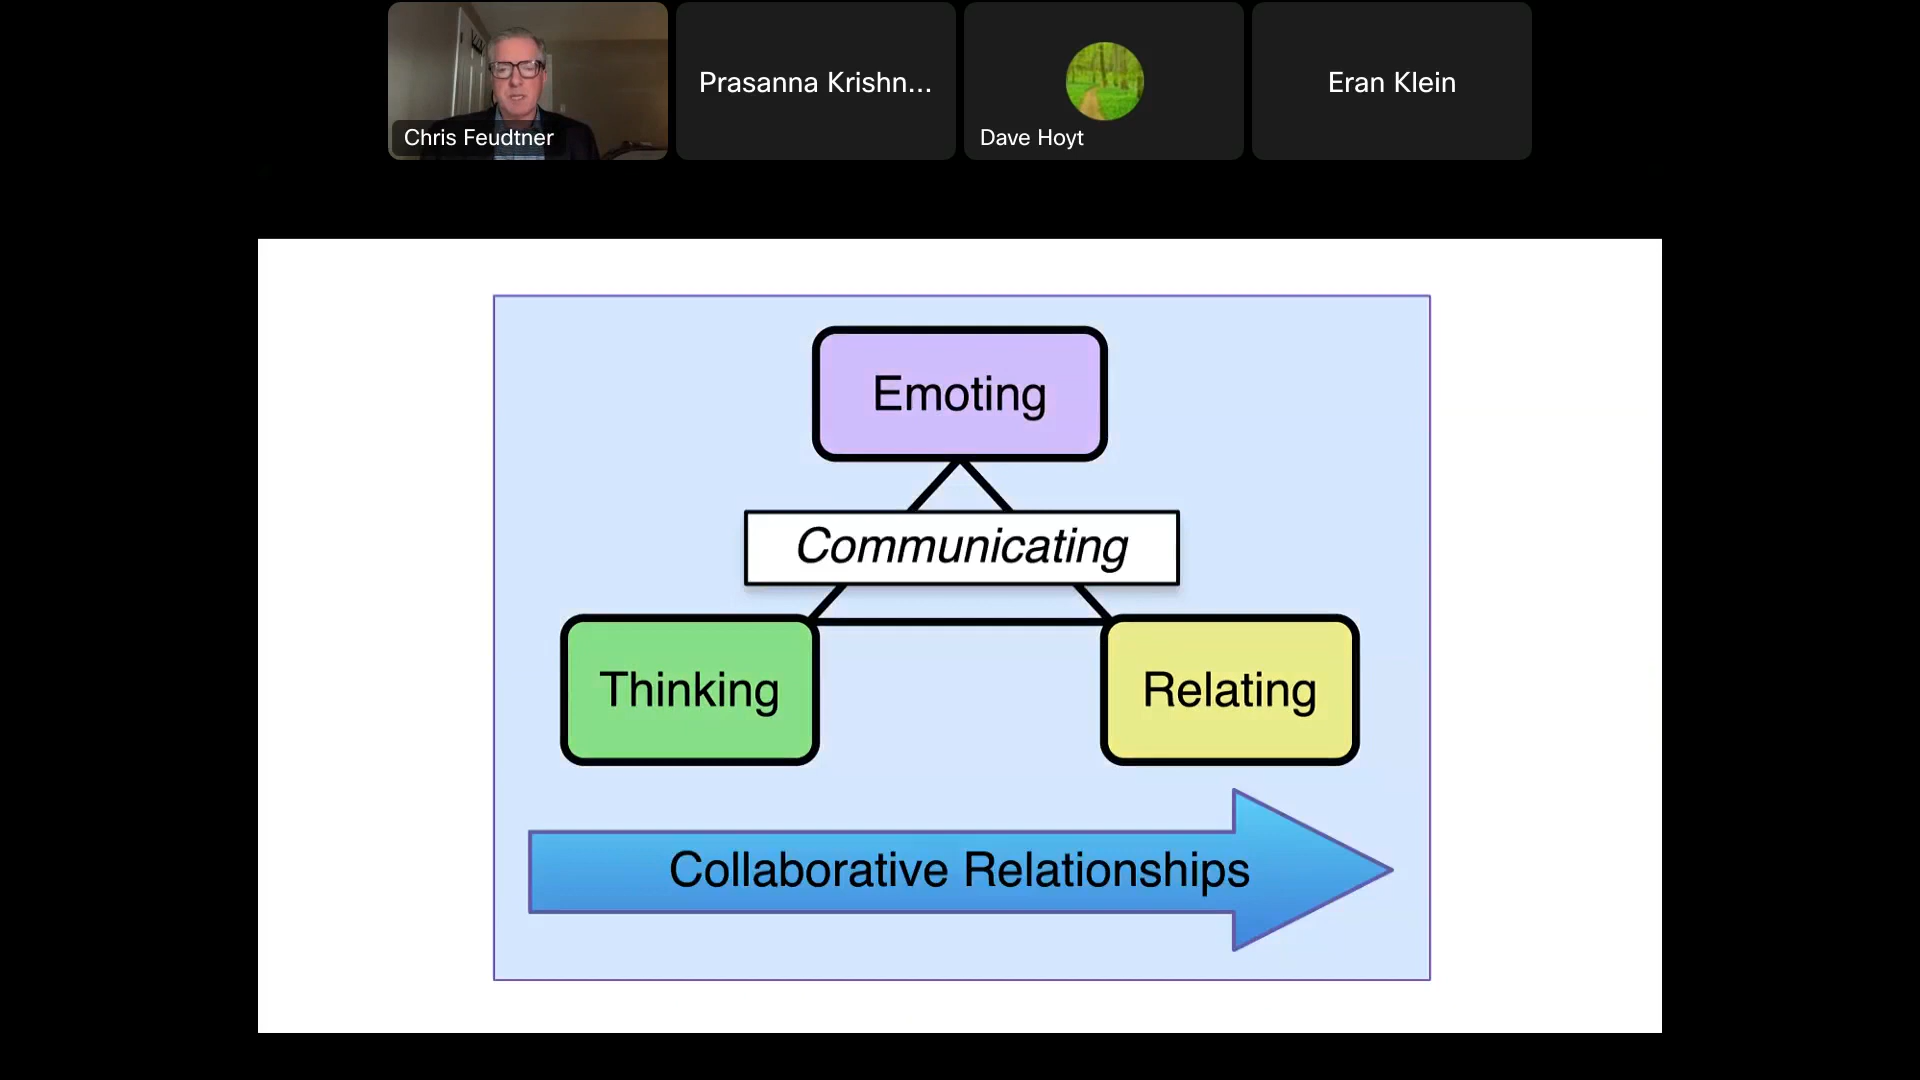 Chris Feudtner
Prasanna Krishn...
Dave Hoyt
Eran Klein
Emoting
Communicating
Thinking
Relating
Collaborative Relationships